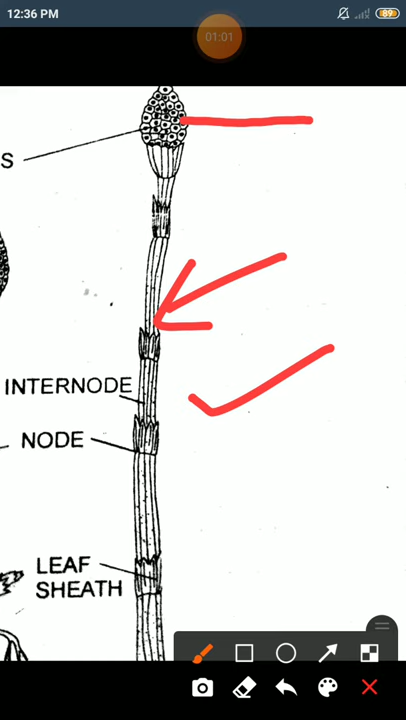 12:36 PM
89
01:01
S
INTERNODE
NODE
LEAF
SHEATH